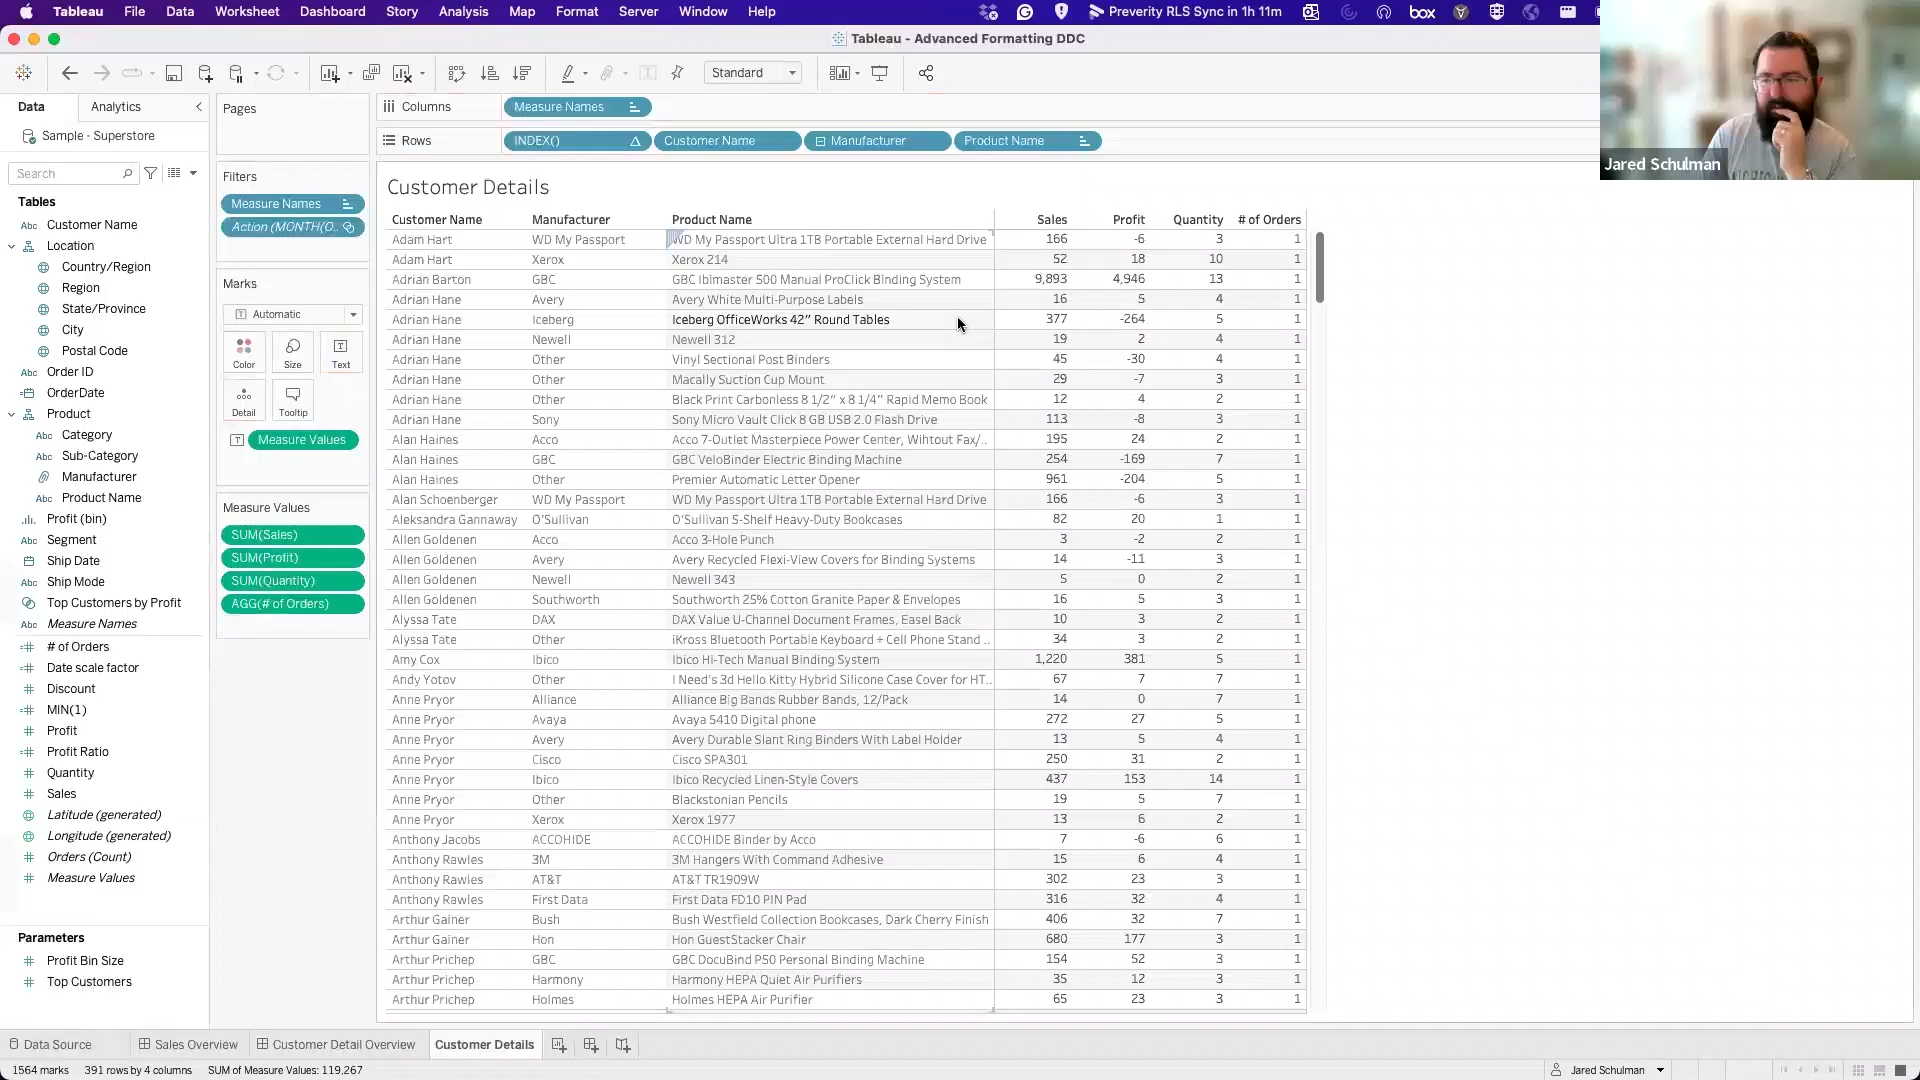 Tableau File Data Worksheet Dashboard Story Analysis Map Format Server Window Help
Preverity RLS Sync in 1h 11m
box
Tableau - Advanced Formatting DDC
Standard
Jared Schulman
Data Analytics
Sample - Superstore
Search
Tables
Abc Customer Name
Location
Country/Region
Region
State/Province
City
Postal Code
Abc Order ID
OrderDate
Product
Abc Category
Abc Sub-Category
Manufacturer
Abc Product Name
Profit (bin)
Abc Segment
Ship Date
Abc Ship Mode
Top Customers by Profit
Abc Measure Names
# of Orders
Date scale factor
Discount
MIN(1)
Profit
Profit Ratio
Quantity
Sales
Latitude (generated)
Longitude (generated)
Orders (Count)
Measure Values
Parameters
Profit Bin Size
Top Customers
Pages
Filters
Measure Names
Action (MONTH(O..
Marks
Automatic
Color Size Text
Detail Tooltip
Measure Values
Measure Values
SUM(Sales)
SUM(Profit)
SUM(Quantity)
AGG(# of Orders)
Columns Measure Names
Rows INDEX() Customer Name Manufacturer Product Name
Customer Details
Customer Name Manufacturer Product Name Sales Profit Quantity # of Orders
Adam Hart WD My Passport WD My Passport Ultra 1TB Portable External Hard Drive 166 -6 3 1
Adam Hart Xerox Xerox 214 52 18 10 1
Adrian Barton GBC GBC Ibimaster 500 Manual ProClick Binding System 9,893 4,946 13 1
Adrian Hane Avery Avery White Multi-Purpose Labels 16 5 4 1
Adrian Hane Iceberg Iceberg OfficeWorks 42" Round Tables 377 -264 5 1
Adrian Hane Newell Newell 312 19 2 4 1
Adrian Hane Other Vinyl Sectional Post Binders 45 -30 4 1
Adrian Hane Other Macally Suction Cup Mount 29 -7 3 1
Adrian Hane Other Black Print Carbonless 8 1/2" x 8 1/4" Rapid Memo Book 12 4 2 1
Adrian Hane Sony Sony Micro Vault Click 8 GB USB 2.0 Flash Drive 113 -8 3 1
Alan Haines Acco Acco 7-Outlet Masterpiece Power Center, Wihtout Fax/.. 195 24 2 1
Alan Haines GBC GBC VeloBinder Electric Binding Machine 254 -169 7 1
Alan Haines Other Premier Automatic Letter Opener 961 -204 5 1
Alan Schoenberger WD My Passport WD My Passport Ultra 1TB Portable External Hard Drive 166 -6 3 1
Aleksandra Gannaway O'Sullivan O'Sullivan 5-Shelf Heavy-Duty Bookcases 82 20 1 1
Allen Goldenen Acco Acco 3-Hole Punch 3 -2 2 1
Allen Goldenen Avery Avery Recycled Flexi-View Covers for Binding Systems 14 -11 3 1
Allen Goldenen Newell Newell 343 5 0 2 1
Allen Goldenen Southworth Southworth 25% Cotton Granite Paper & Envelopes 16 5 3 1
Alyssa Tate DAX DAX Value U-Channel Document Frames, Easel Back 10 3 2 1
Alyssa Tate Other iKross Bluetooth Portable Keyboard + Cell Phone Stand .. 34 3 2 1
Amy Cox Ibico Ibico Hi-Tech Manual Binding System 1,220 381 5 1
Andy Yotov Other I Need's 3d Hello Kitty Hybrid Silicone Case Cover for HT.. 67 7 7 1
Anne Pryor Alliance Alliance Big Bands Rubber Bands, 12/Pack 14 0 7 1
Anne Pryor Avaya Avaya 5410 Digital phone 272 27 5 1
Anne Pryor Avery Avery Durable Slant Ring Binders With Label Holder 13 5 4 1
Anne Pryor Cisco Cisco SPA301 250 31 2 1
Anne Pryor Ibico Ibico Recycled Linen-Style Covers 437 153 14 1
Anne Pryor Other Blackstonian Pencils 19 5 7 1
Anne Pryor Xerox Xerox 1977 13 6 2 1
Anthony Jacobs ACCOHIDE ACCOHIDE Binder by Acco 7 -6 6 1
Anthony Rawles 3M 3M Hangers With Command Adhesive 15 6 4 1
Anthony Rawles AT&T AT&T TR1909W 302 23 3 1
Anthony Rawles First Data First Data FD10 PIN Pad 316 32 4 1
Arthur Gainer Bush Bush Westfield Collection Bookcases, Dark Cherry Finish 406 32 7 1
Arthur Gainer Hon Hon GuestStacker Chair 680 177 3 1
Arthur Prichep GBC GBC DocuBind P50 Personal Binding Machine 154 52 3 1
Arthur Prichep Harmony Harmony HEPA Quiet Air Purifiers 35 12 3 1
Arthur Prichep Holmes Holmes HEPA Air Purifier 65 23 3 1
Data Source Sales Overview Customer Detail Overview Customer Details
1564 marks 391 rows by 4 columns SUM of Measure Values: 119,267 Jared Schulman